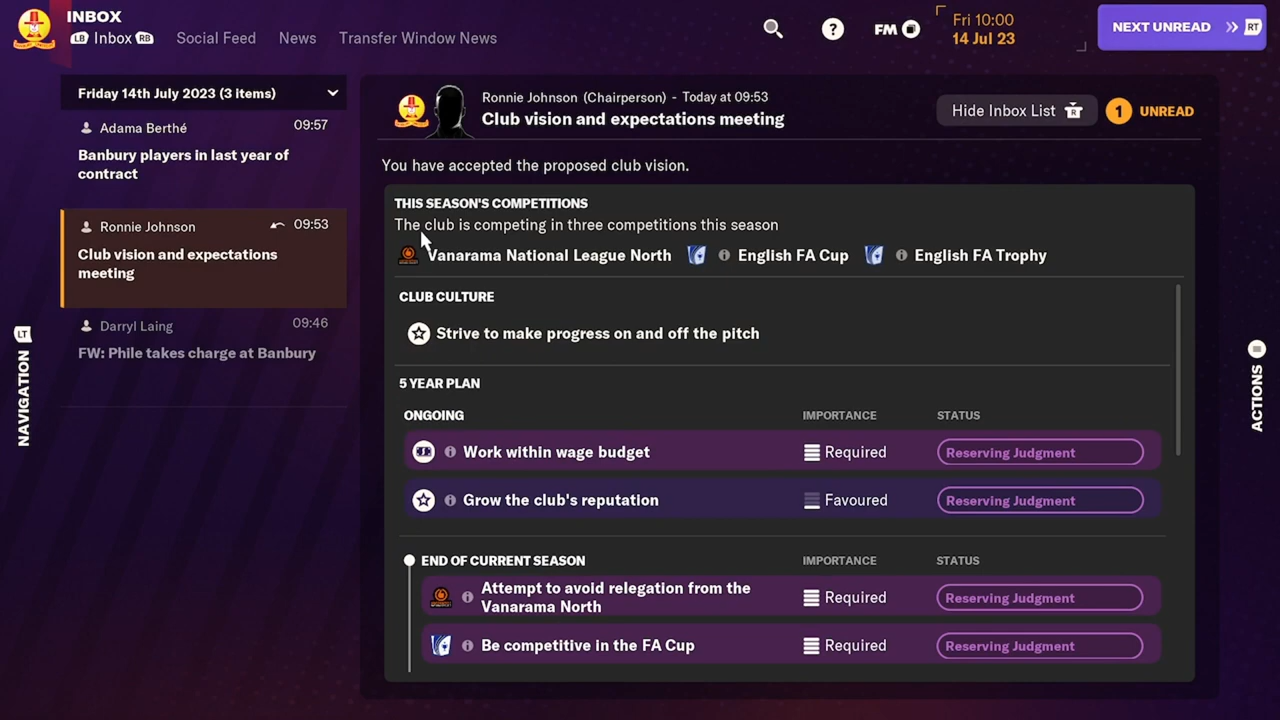 INBOX
LB Inbox RB
Social Feed
News
Transfer Window News
?
FM
Fri 10:00
14 Jul 23
NEXT UNREAD
RT
Friday 14th July 2023 (3 Items)
Adama Berthé
09:57
Banbury players in last year of
contract
Ronnie Johnson
09:53
Club vision and expectations
meeting
Darryl Laing
09:46
FW: Phile takes charge at Banbury
LT
NAVIGATION
Ronnie Johnson (Chairperson) - Today at 09:53
Club vision and expectations meeting
Hide Inbox List
R
1 UNREAD
You have accepted the proposed club vision.
THIS SEASON'S COMPETITIONS
The club is competing in three competitions this season
Vanarama National League North
English FA Cup
English FA Trophy
CLUB CULTURE
Strive to make progress on and off the pitch
5 YEAR PLAN
ONGOING
IMPORTANCE
STATUS
Work within wage budget
Required
Reserving Judgment
Grow the club's reputation
Favoured
Reserving Judgment
END OF CURRENT SEASON
IMPORTANCE
STATUS
Attempt to avoid relegation from the
Vanarama North
Required
Reserving Judgment
Be competitive in the FA Cup
Required
Reserving Judgment
ACTIONS